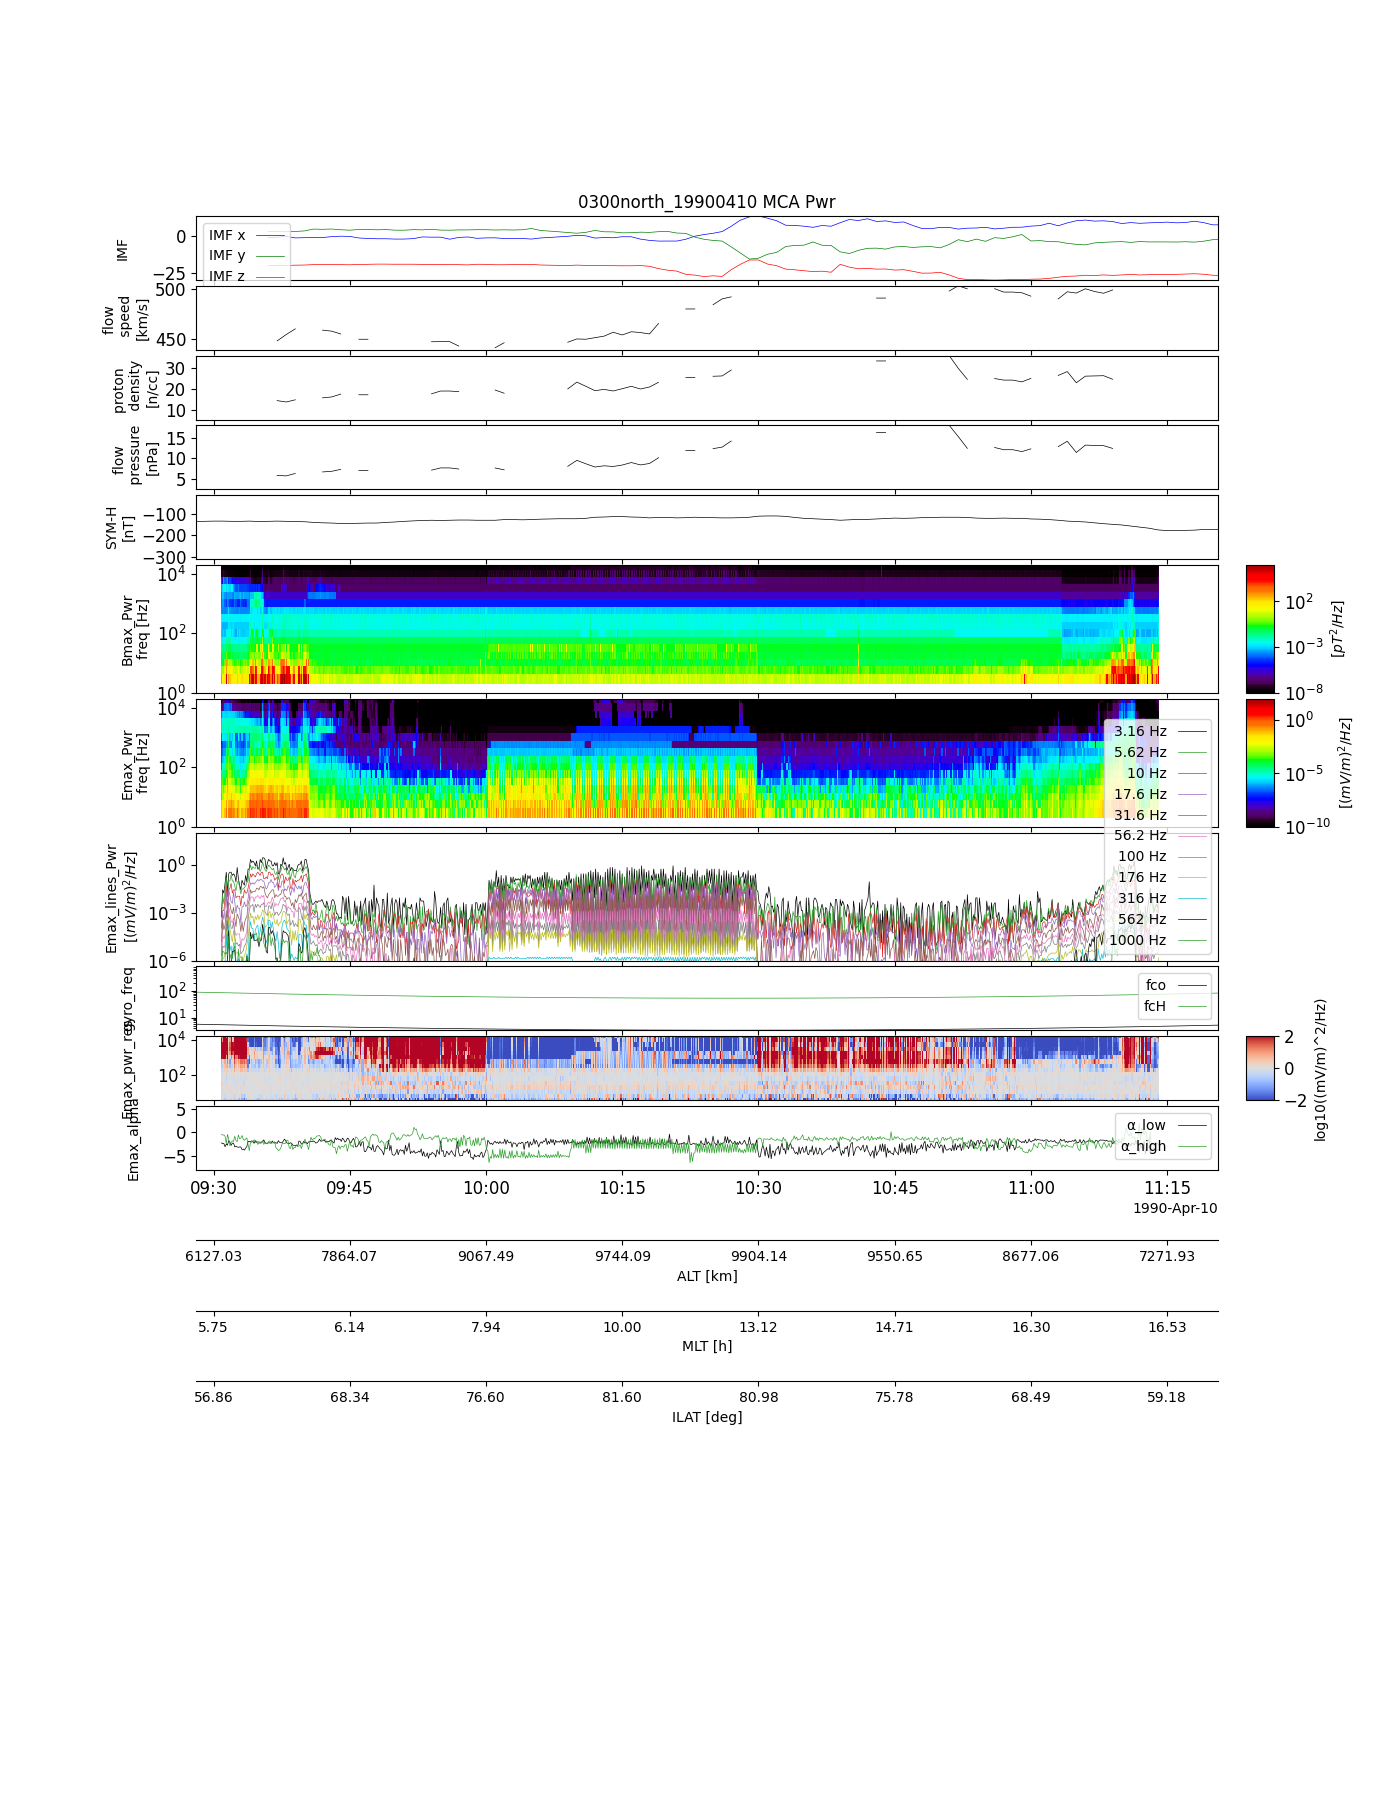 0300north_19900410 MCA Pwr
IMF
0
−25
IMF x
IMF y
IMF z
flow
speed
[km/s]
500
450
proton
density
[n/cc]
30
20
10
flow
pressure
[nPa]
15
10
5
SYM-H
[nT]
−100
−200
−300
Bmax_Pwr
freq [Hz]
10^4
10^2
10^0
10^2
10^−3
10^−8
[pT^2/Hz]
Emax_Pwr
freq [Hz]
10^4
10^2
10^0
10^0
10^−5
10^−10
[(mV/m)^2/Hz]
3.16 Hz
5.62 Hz
10 Hz
17.6 Hz
31.6 Hz
56.2 Hz
100 Hz
176 Hz
316 Hz
562 Hz
1000 Hz
Emax_lines_Pwr
[(mV/m)^2/Hz]
10^0
10^−3
10^−6
gyro_freq
10^2
10^1
fco
fcH
Emax_pwr_reg
10^4
10^2
2
0
−2
log10((mV/m)^2/Hz)
Emax_alpha
5
0
−5
α_low
α_high
09:30 09:45 10:00 10:15 10:30 10:45 11:00 11:15
1990-Apr-10
6127.03 7864.07 9067.49 9744.09 9904.14 9550.65 8677.06 7271.93
ALT [km]
5.75 6.14 7.94 10.00 13.12 14.71 16.30 16.53
MLT [h]
56.86 68.34 76.60 81.60 80.98 75.78 68.49 59.18
ILAT [deg]